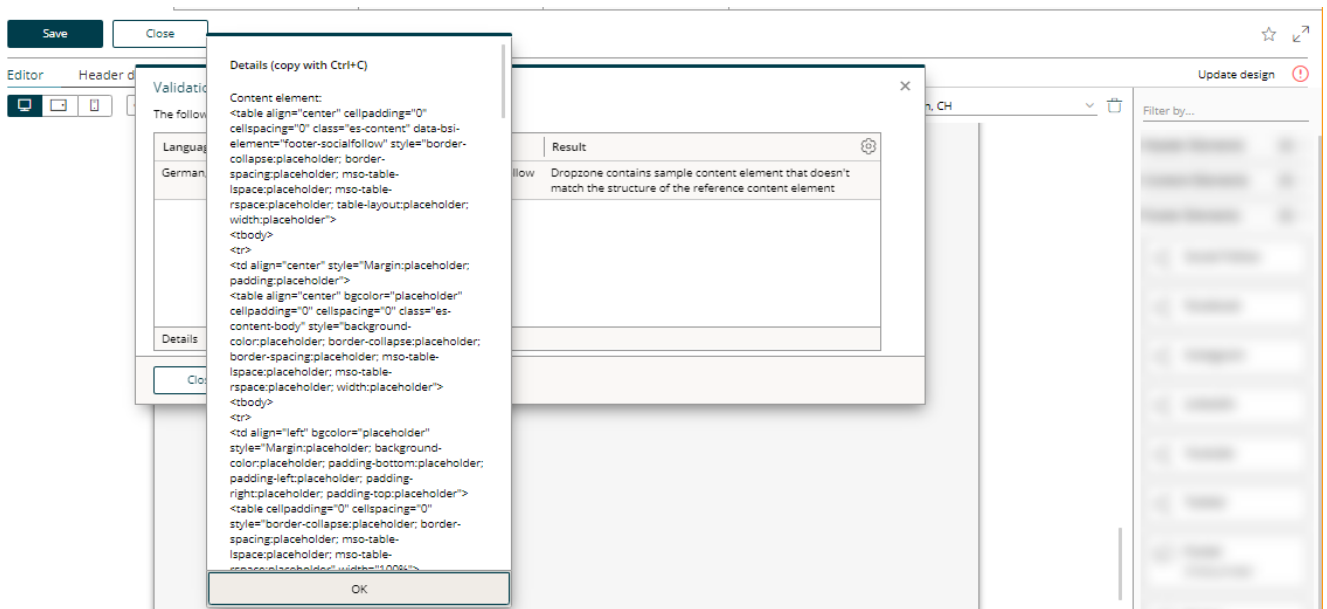 Save
Close
Editor
Header d
Update design
Validatio
Details (copy with Ctrl+C)
n, CH
Filter by...
The follow
Languag
Result
German,
llow
Dropzone contains sample content element that doesn't
match the structure of the reference content element
Details
Clos
Content element:
<table align="center" cellpadding="0"
cellspacing="0" class="es-content" data-bsi-
element="footer-socialfollow" style="border-
collapse:placeholder; border-
spacing:placeholder; mso-table-
lspace:placeholder; mso-table-
rspace:placeholder; table-layout:placeholder;
width:placeholder">
<tbody>
<tr>
<td align="center" style="Margin:placeholder;
padding:placeholder">
<table align="center" bgcolor="placeholder"
cellpadding="0" cellspacing="0" class="es-
content-body" style="background-
color:placeholder; border-collapse:placeholder;
border-spacing:placeholder; mso-table-
lspace:placeholder; mso-table-
rspace:placeholder; width:placeholder">
<tbody>
<tr>
<td align="left" bgcolor="placeholder"
style="Margin:placeholder; background-
color:placeholder; padding-bottom:placeholder;
padding-left:placeholder; padding-
right:placeholder; padding-top:placeholder">
<table cellpadding="0" cellspacing="0"
style="border-collapse:placeholder; border-
spacing:placeholder; mso-table-
lspace:placeholder; mso-table-
rspace:placeholder" width="100%">
OK